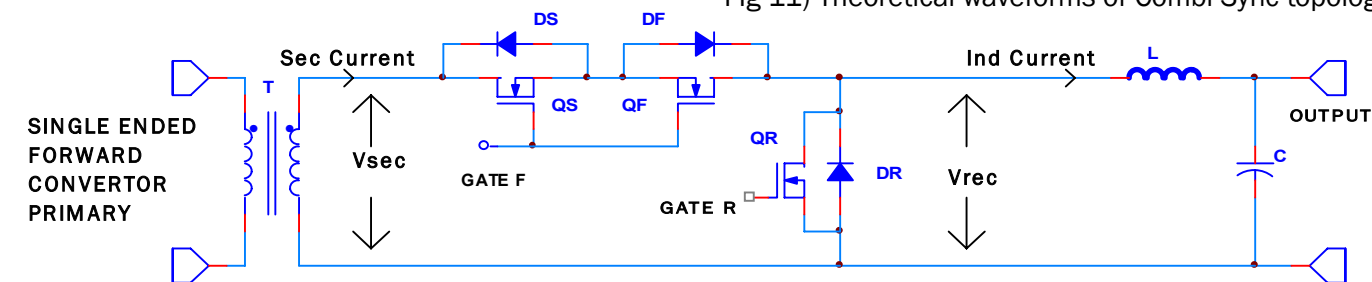 Fig 11) Theoretical waveforms of Combi Sync topolog
DS
DF
Sec Current
Ind Current
L
T
QS
QF
OUTPUT
SINGLE ENDED
FORWARD
CONVERTOR
PRIMARY
Vsec
QR
C
GATE F
DR
Vrec
GATE R